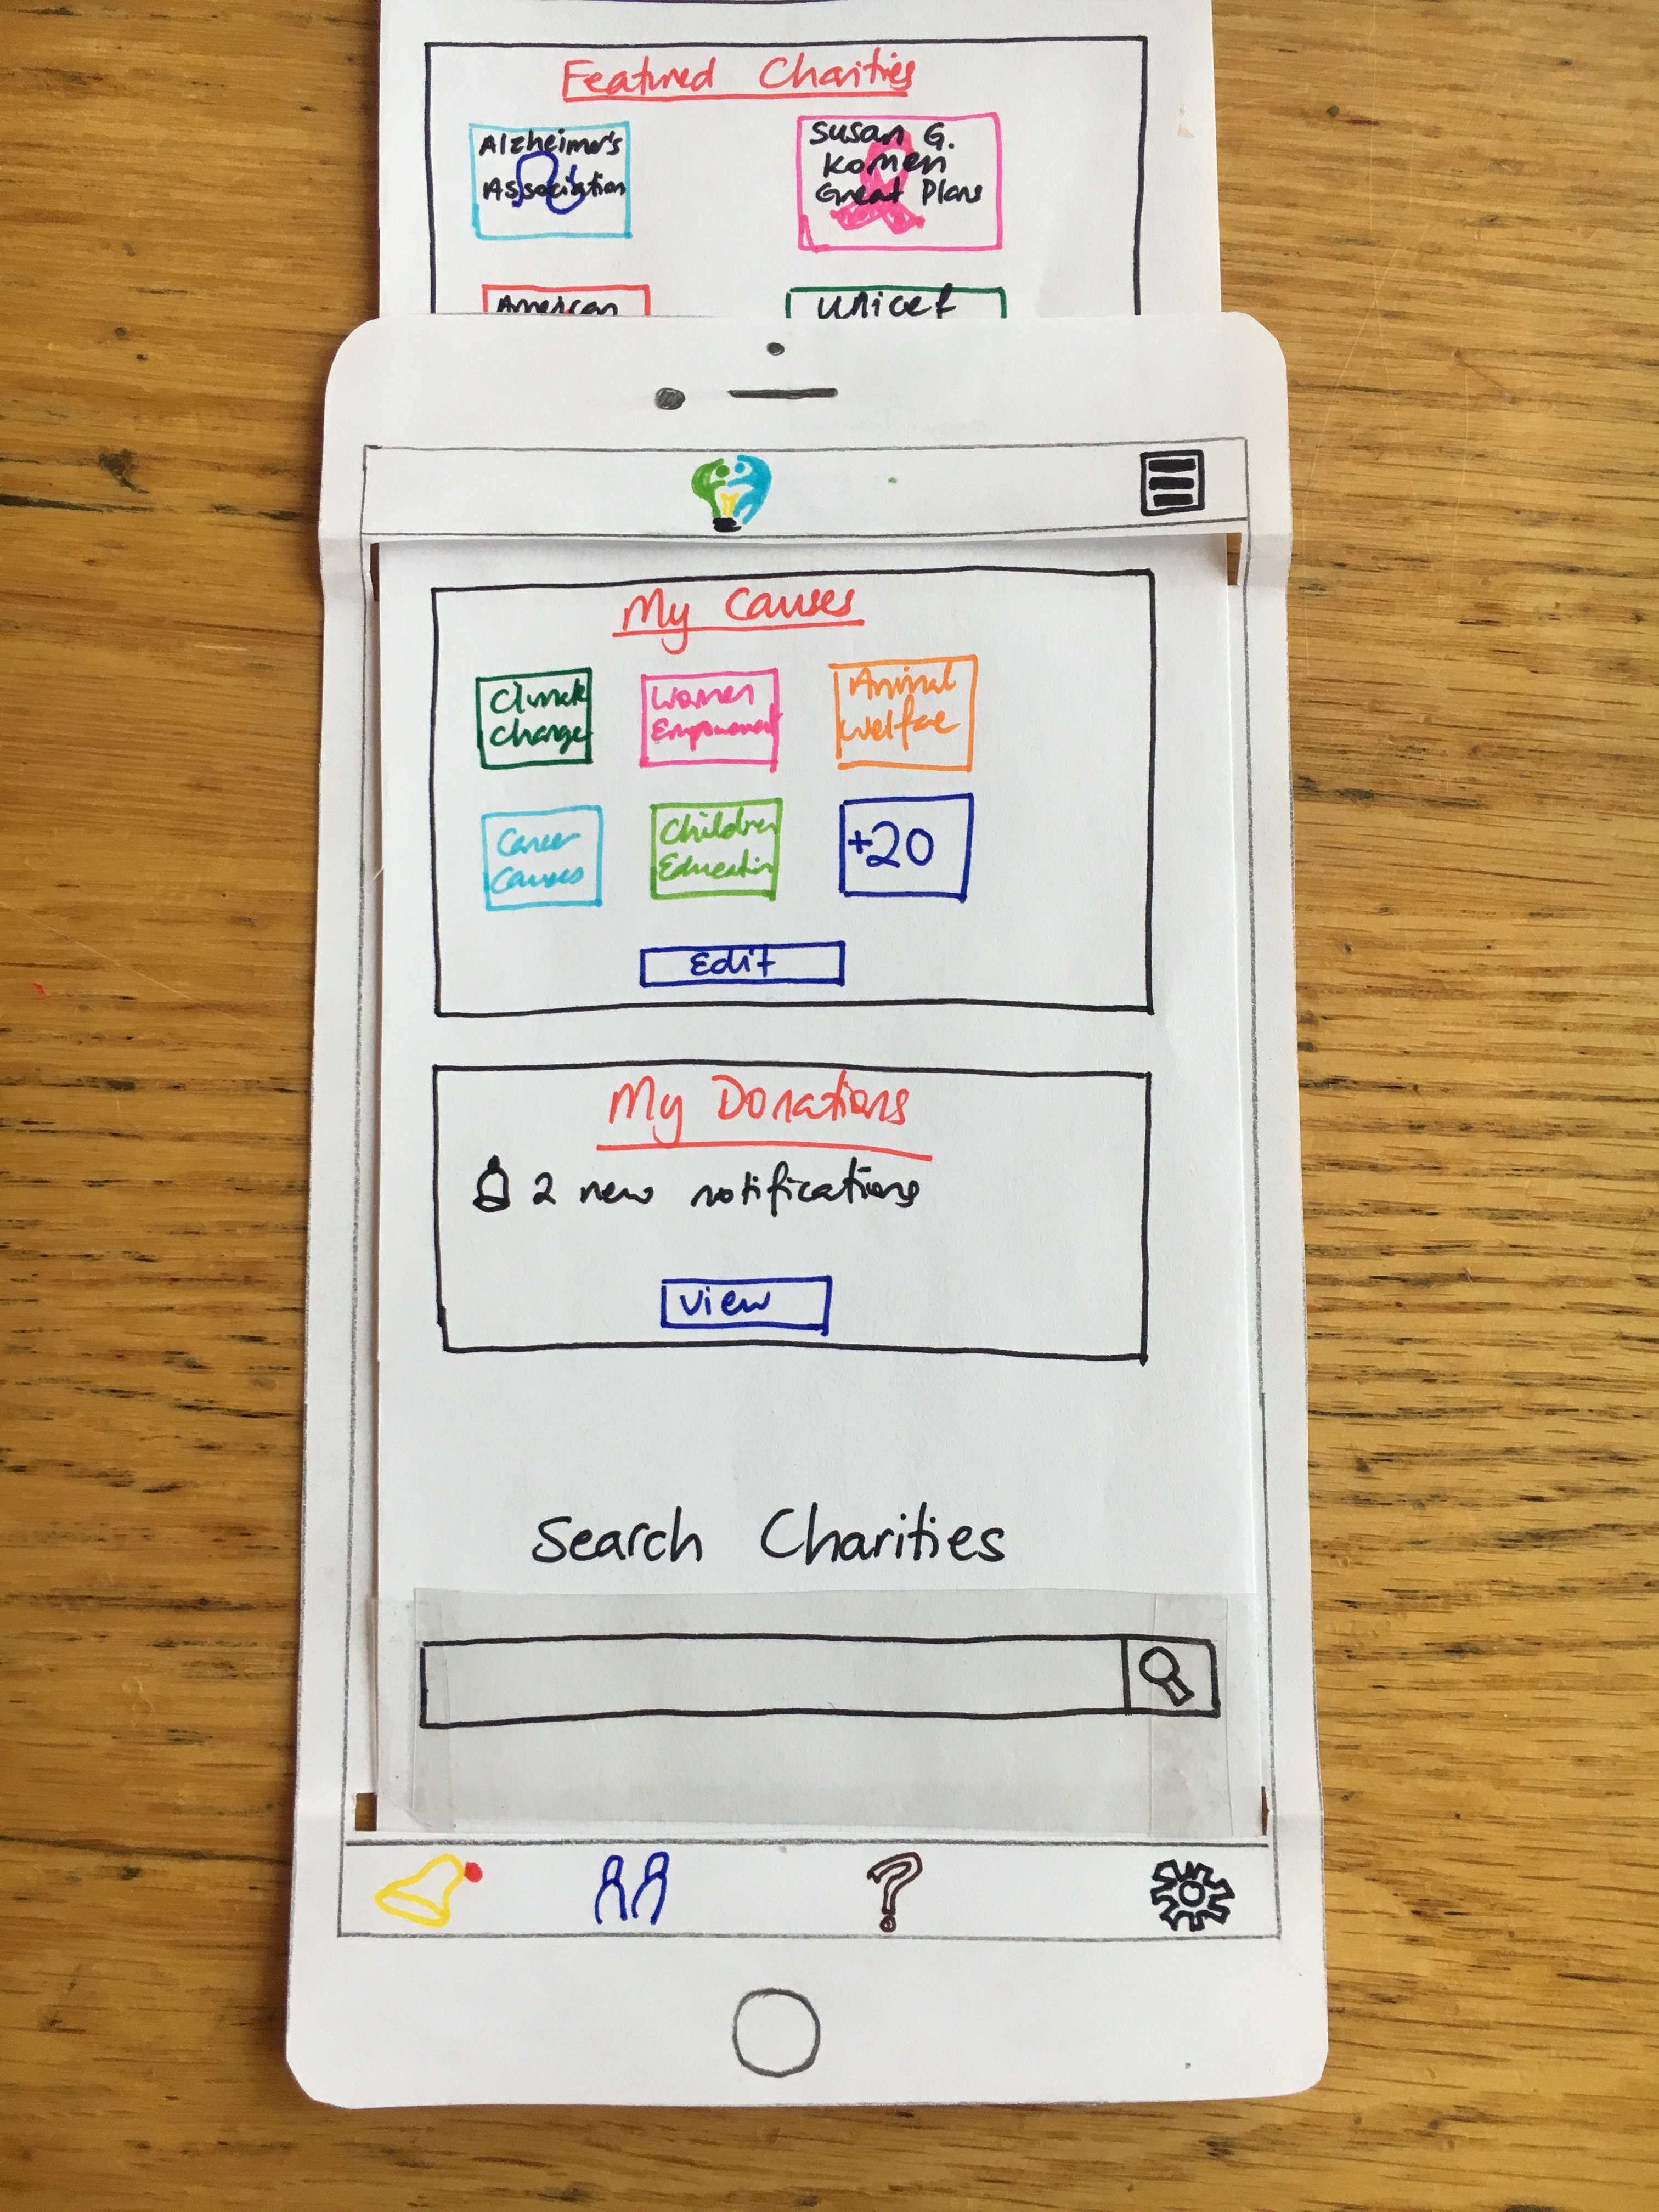 Featured Charities
Alzheimer's
Association
Susan G.
Komen
Great Plans
American
Unicef
My Causes
Climate
Change
Women
Empowerment
Animal
Welfare
Cancer
Causes
Children
Education
+20
Edit
My Donations
2 new notifications
View
Search Charities
?